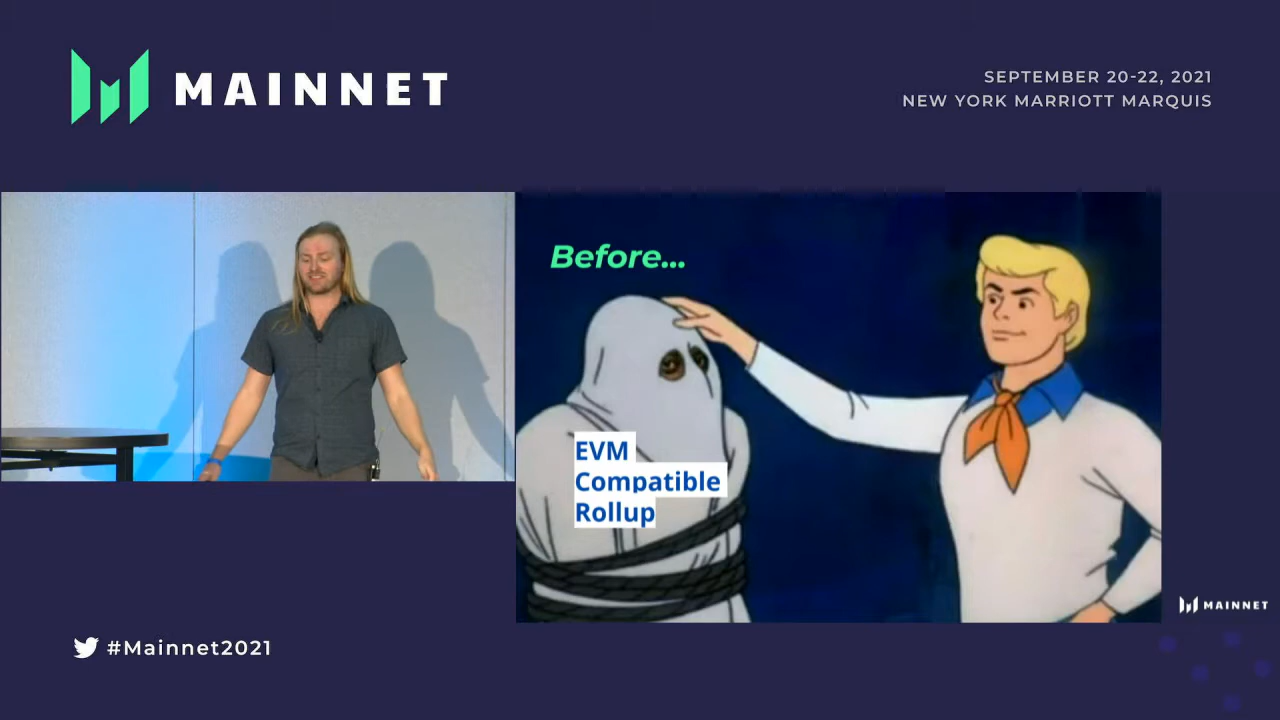 MAINNET
SEPTEMBER 20-22, 2021
NEW YORK MARRIOTT MARQUIS
Before...
EVM
Compatible
Rollup
MAINNET
#Mainnet2021